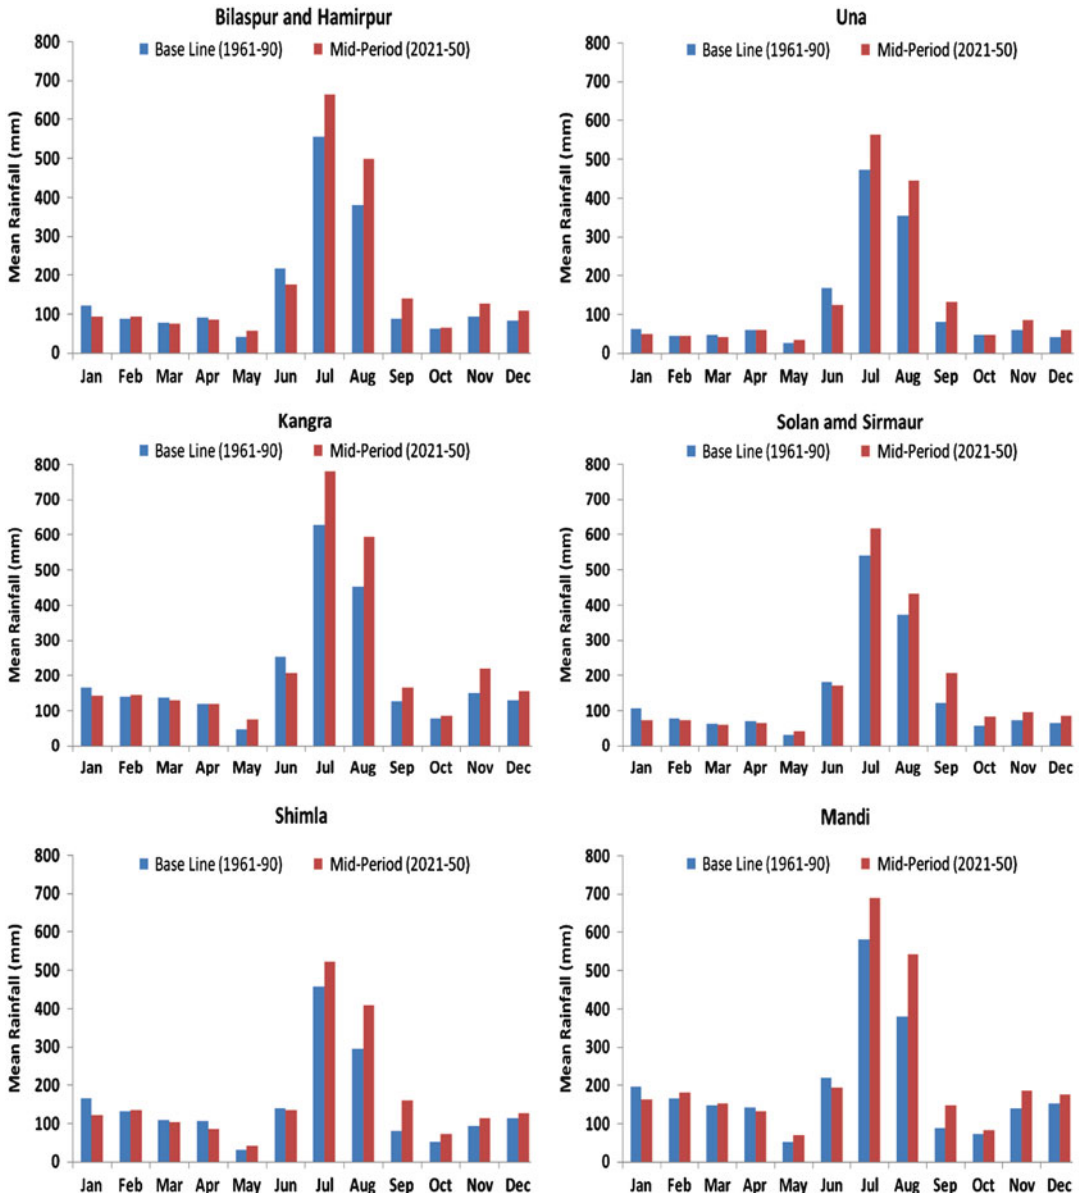 Bilaspur and Hamirpur
Base Line (1961-90) Mid-Period (2021-50)
Mean Rainfall (mm)
800
700
600
500
400
300
200
100
0
Jan Feb Mar Apr May Jun Jul Aug Sep Oct Nov Dec
Una
Base Line (1961-90) Mid-Period (2021-50)
Mean Rainfall (mm)
800
700
600
500
400
300
200
100
0
Jan Feb Mar Apr May Jun Jul Aug Sep Oct Nov Dec
Kangra
Base Line (1961-90) Mid-Period (2021-50)
Mean Rainfall (mm)
800
700
600
500
400
300
200
100
0
Jan Feb Mar Apr May Jun Jul Aug Sep Oct Nov Dec
Solan amd Sirmaur
Base Line (1961-90) Mid-Period (2021-50)
Mean Rainfall (mm)
800
700
600
500
400
300
200
100
0
Jan Feb Mar Apr May Jun Jul Aug Sep Oct Nov Dec
Shimla
Base Line (1961-90) Mid-Period (2021-50)
Mean Rainfall (mm)
800
700
600
500
400
300
200
100
0
Jan Feb Mar Apr May Jun Jul Aug Sep Oct Nov Dec
Mandi
Base Line (1961-90) Mid-Period (2021-50)
Mean Rainfall (mm)
800
700
600
500
400
300
200
100
0
Jan Feb Mar Apr May Jun Jul Aug Sep Oct Nov Dec